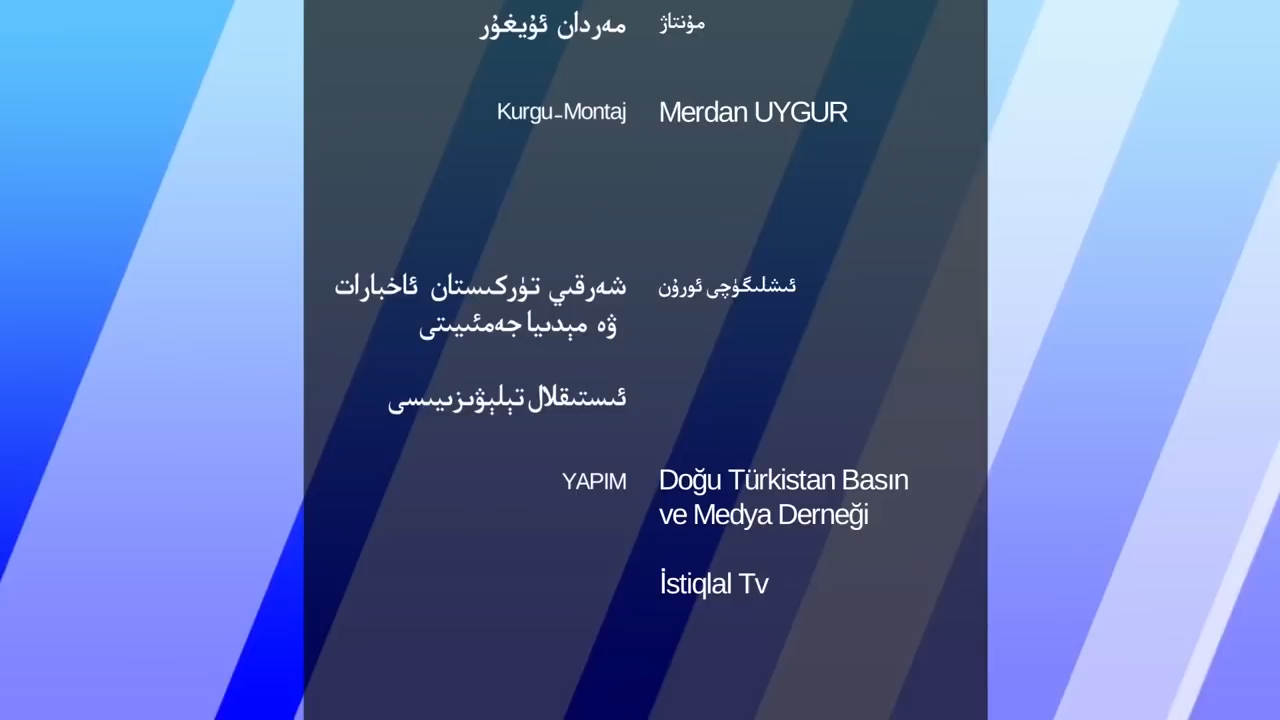 مۇنتاژ مەردان ئۇيغۇر
Kurgu-Montaj Merdan UYGUR
ئىشلىگۈچى ئورۇن شەرقىي تۈركىستان ئاخبارات
ۋە مېدىيا جەمئىيىتى
ئىستىقلال تېلېۋىزىيىسى
YAPIM Doğu Türkistan Basın
ve Medya Derneği
İstiqlal Tv